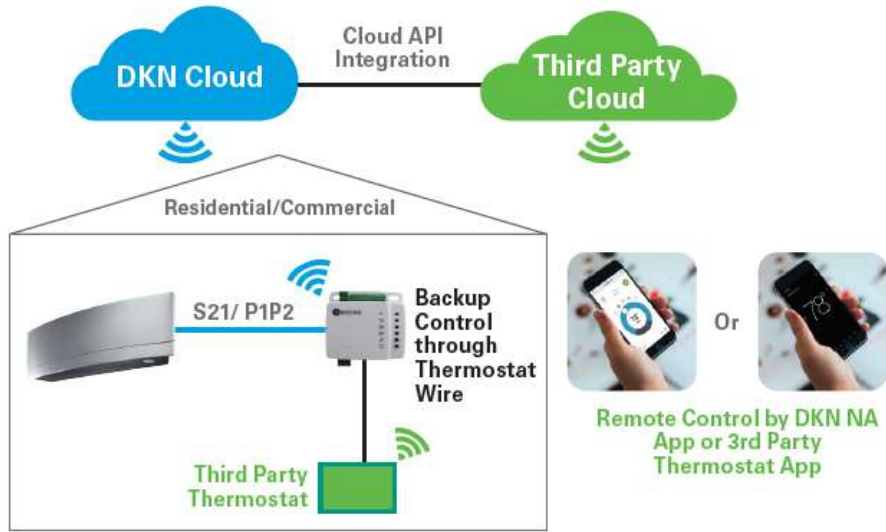 Cloud API
Integration
DKN Cloud
Third Party
Cloud
Residential/Commercial
S21/ P1P2
Backup
Control
through
Thermostat
Wire
Third Party
Thermostat
Or
78°
Remote Control by DKN NA
App or 3rd Party
Thermostat App